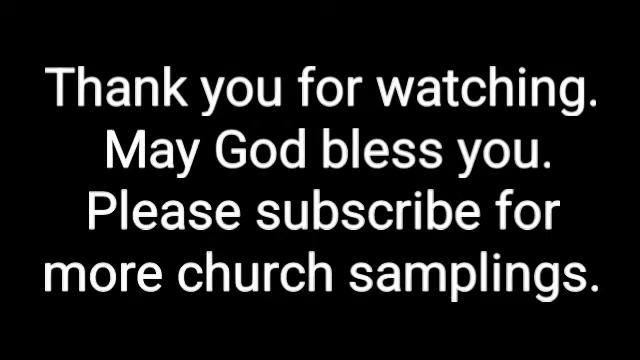 Thank you for watching.
May God bless you.
Please subscribe for
more church samplings.